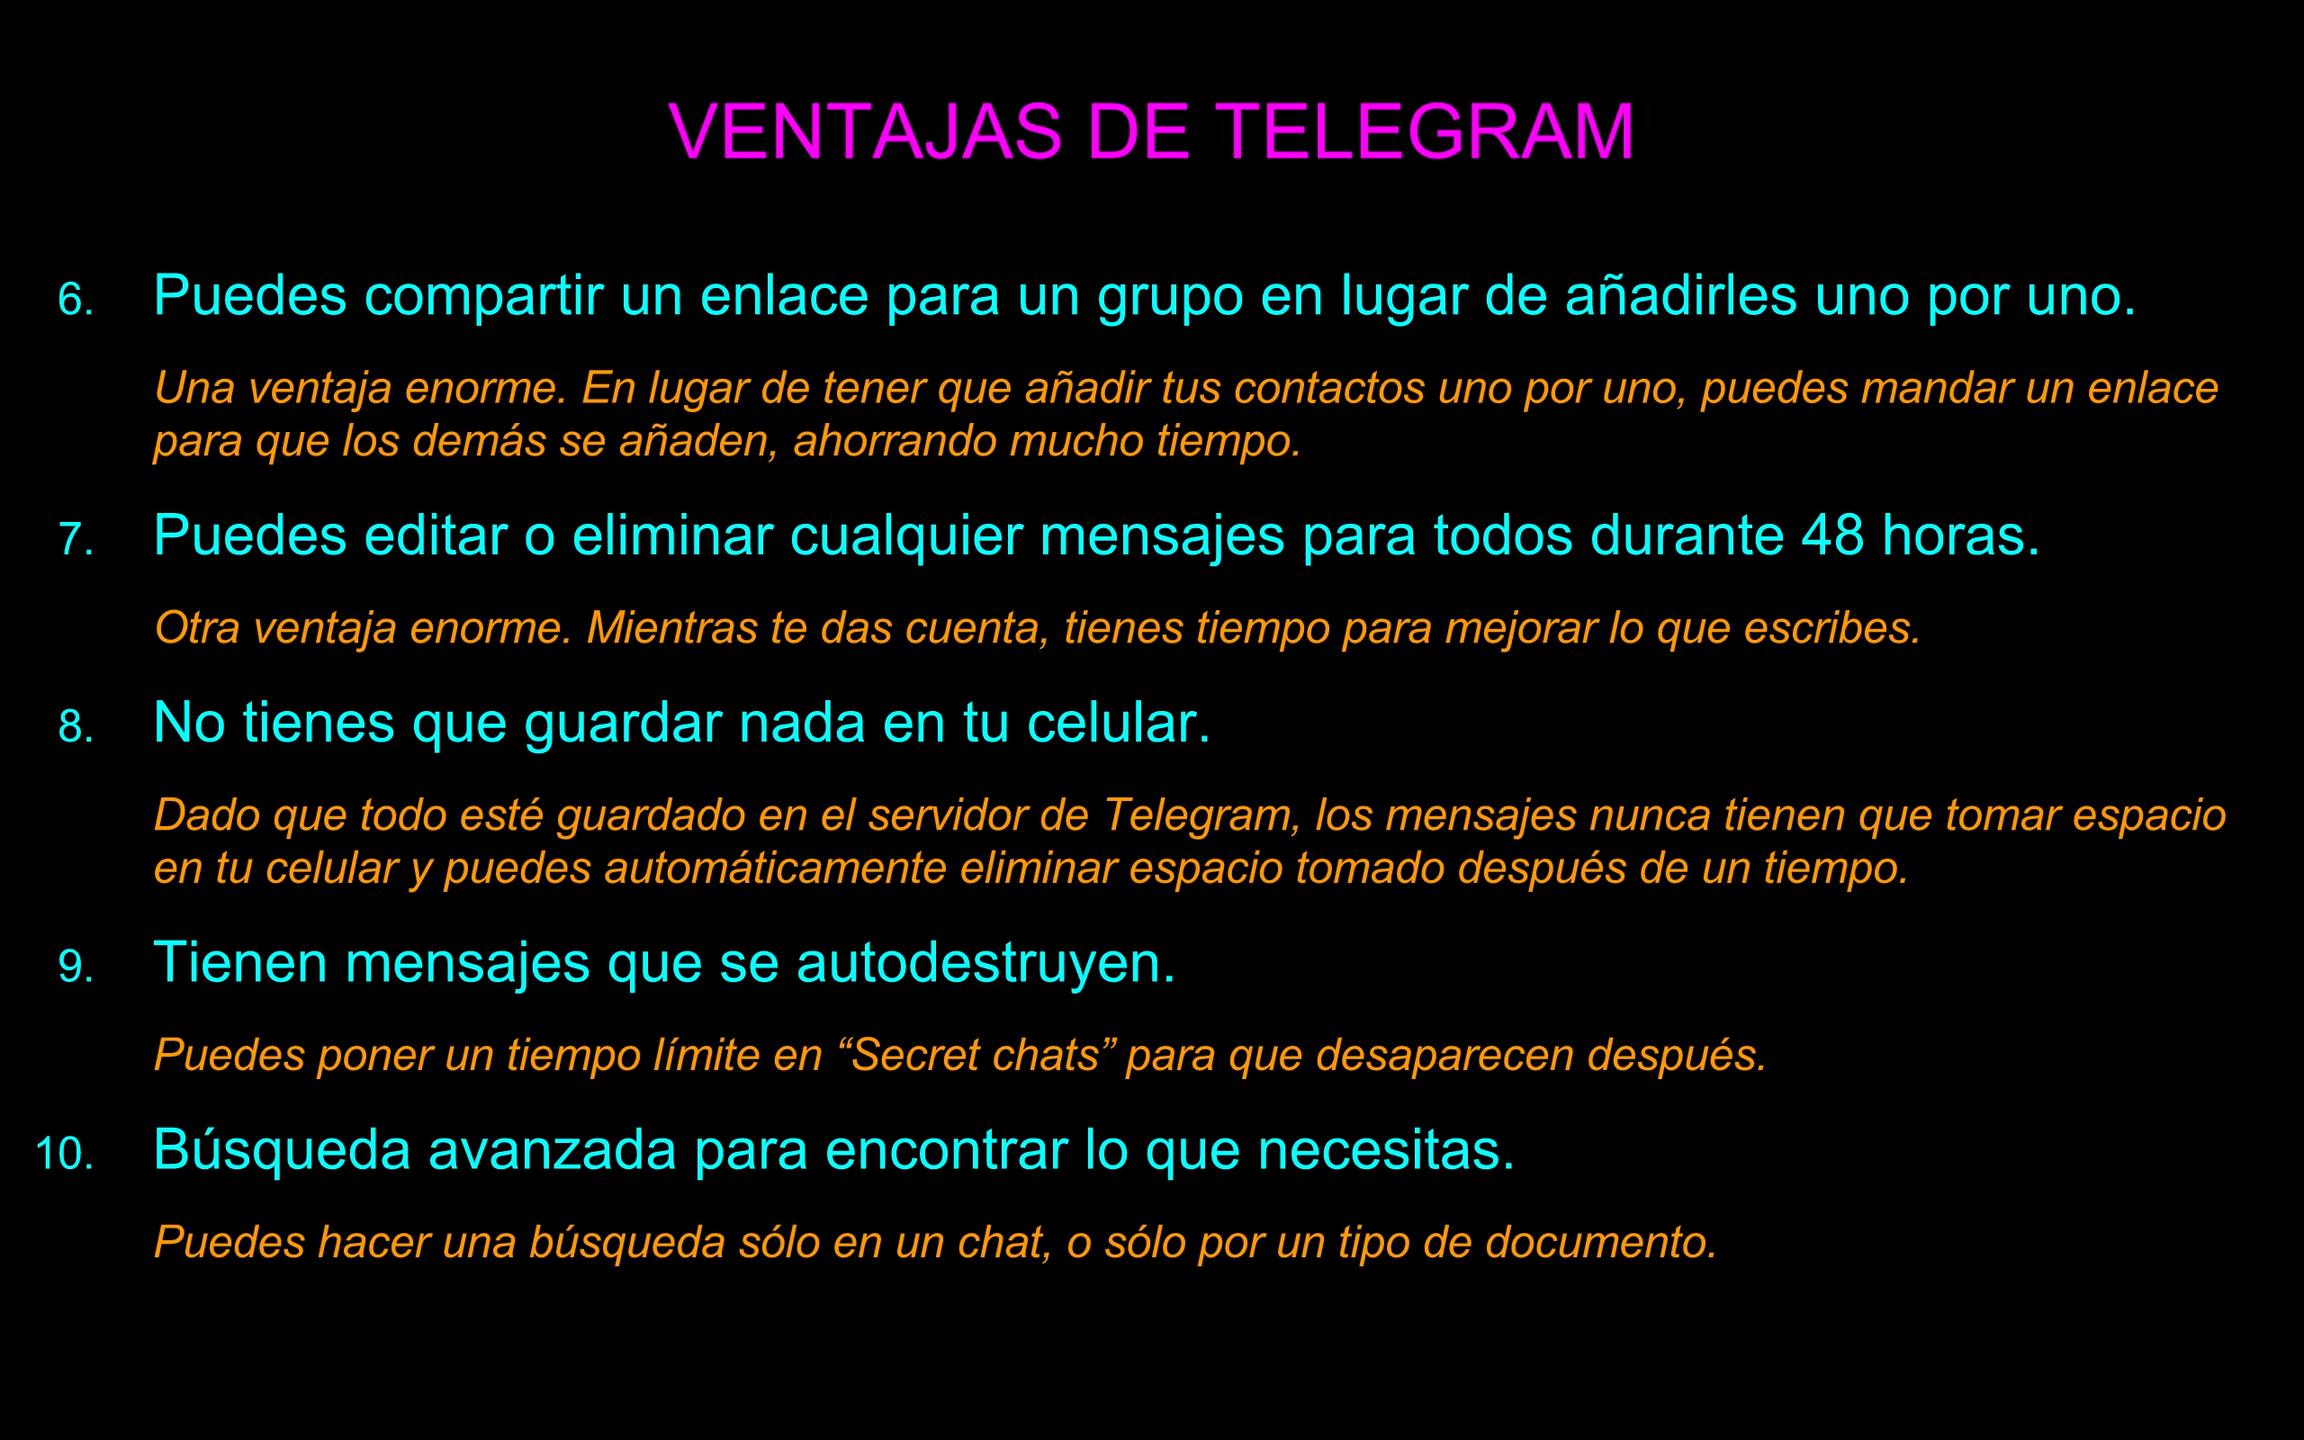 VENTAJAS DE TELEGRAM
6. Puedes compartir un enlace para un grupo en lugar de añadirles uno por uno.
Una ventaja enorme. En lugar de tener que añadir tus contactos uno por uno, puedes mandar un enlace
para que los demás se añaden, ahorrando mucho tiempo.
7. Puedes editar o eliminar cualquier mensajes para todos durante 48 horas.
Otra ventaja enorme. Mientras te das cuenta, tienes tiempo para mejorar lo que escribes.
8. No tienes que guardar nada en tu celular.
Dado que todo esté guardado en el servidor de Telegram, los mensajes nunca tienen que tomar espacio
en tu celular y puedes automáticamente eliminar espacio tomado después de un tiempo.
9. Tienen mensajes que se autodestruyen.
Puedes poner un tiempo límite en “Secret chats” para que desaparecen después.
10. Búsqueda avanzada para encontrar lo que necesitas.
Puedes hacer una búsqueda sólo en un chat, o sólo por un tipo de documento.